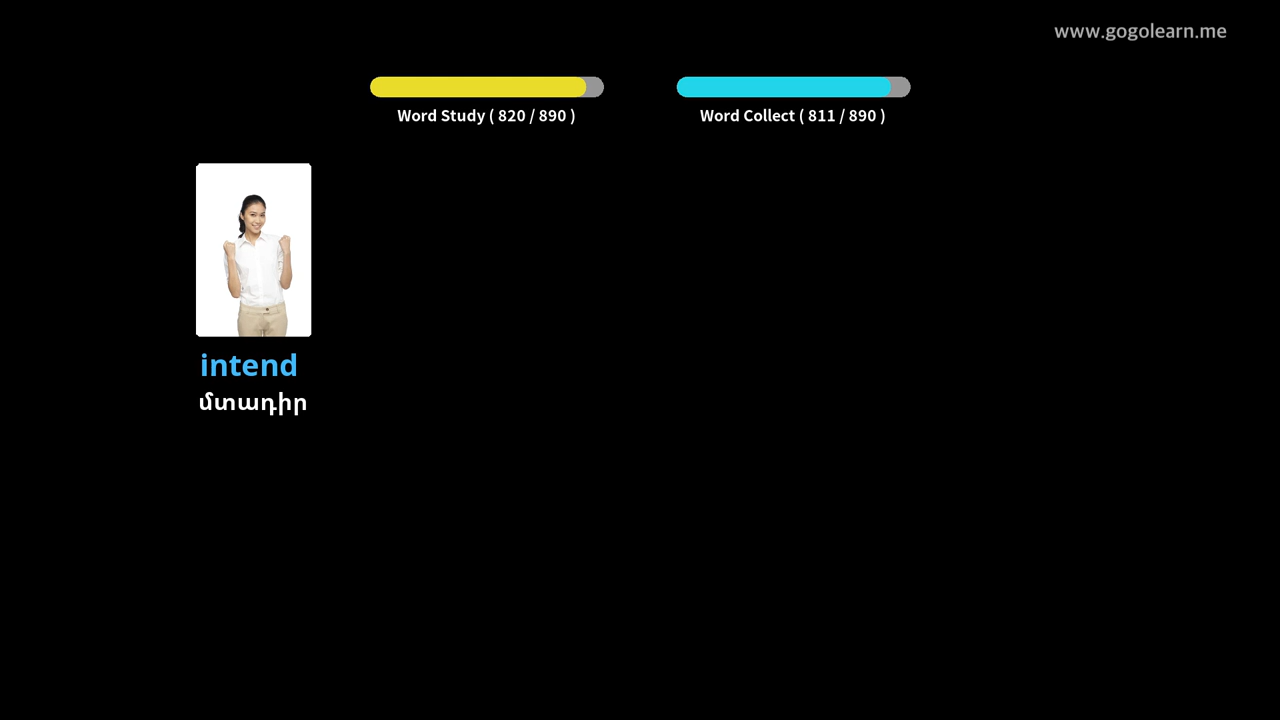 www.gogolearn.me
Word Study ( 820 / 890 )
Word Collect ( 811 / 890 )
intend
մտադիր